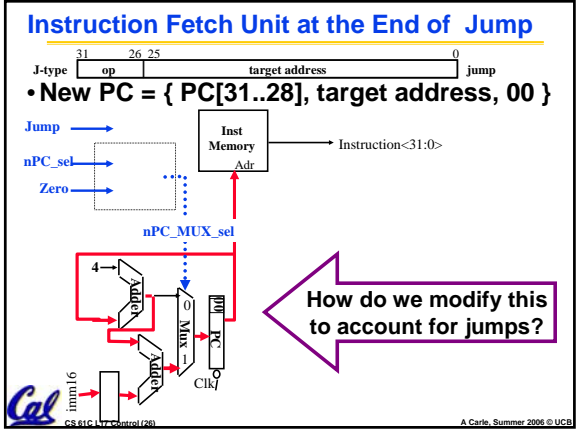 Instruction Fetch Unit at the End of Jump
31 26 25 0
J-type op target address jump
• New PC = { PC[31..28], target address, 00 }
Jump
Inst
Memory
Adr
Instruction<31:0>
nPC_sel
Zero
nPC_MUX_sel
4
Adder
0
Mux
1
00
PC
Adder
Clk
imm16
How do we modify this
to account for jumps?
Cal
CS 61C L17 Control (26)
A Carle, Summer 2006 © UCB